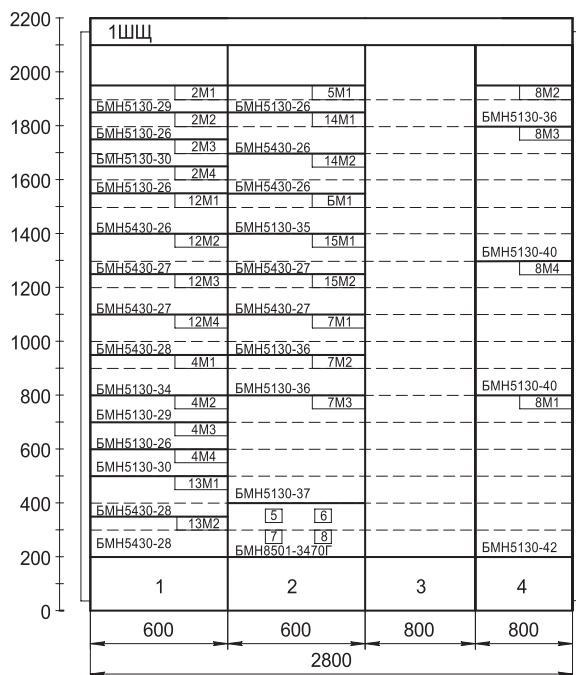 2200
2000
1800
1600
1400
1200
1000
800
600
400
200
0
1ШЩ
2М1
БМН5130-29
2М2
БМН5130-26
2М3
БМН5130-30
2М4
БМН5130-26
12М1
БМН5430-26
12М2
БМН5430-27
12М3
БМН5430-27
12М4
БМН5430-28
4М1
БМН5130-34
4М2
БМН5130-29
4М3
БМН5130-26
4М4
БМН5130-30
13М1
БМН5430-28
13М2
БМН5430-28
1
5М1
БМН5130-26
14М1
БМН5430-26
14М2
БМН5430-26
БМ1
БМН5130-35
15М1
БМН5430-27
15М2
БМН5430-27
7М1
БМН5130-36
7М2
БМН5130-36
7М3
БМН5130-37
5 6
7 8
БМН8501-3470Г
2
3
8М2
БМН5130-36
8М3
БМН5130-40
8М4
БМН5130-40
8М1
БМН5130-42
4
600 600 800 800
2800